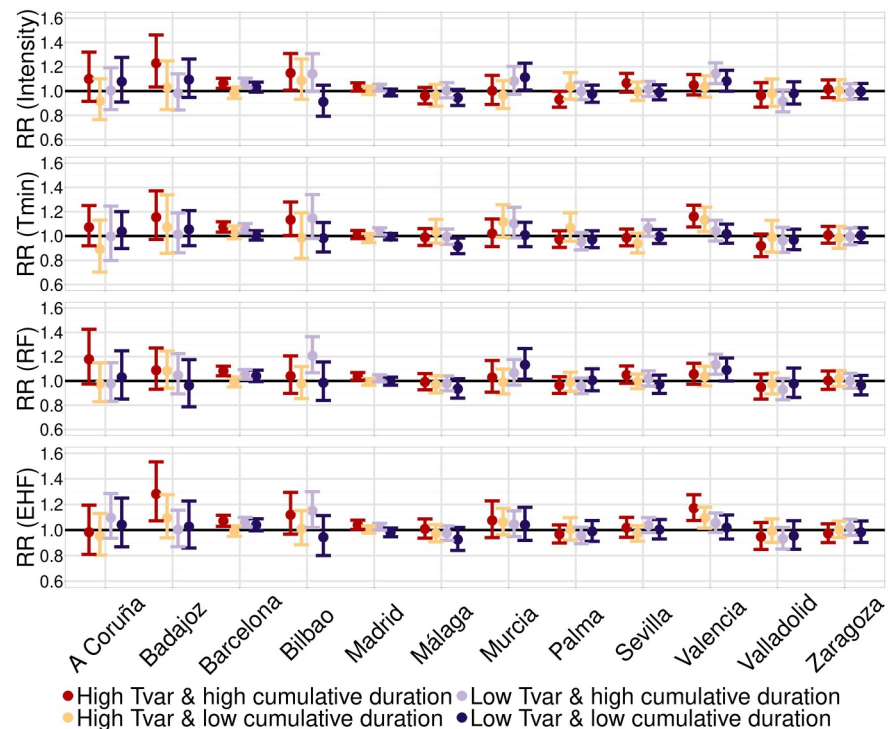 RR (Intensity)
1.6
1.4
1.2
1.0
0.8
0.6
RR (Tmin)
1.6
1.4
1.2
1.0
0.8
0.6
RR (RF)
1.6
1.4
1.2
1.0
0.8
0.6
RR (EHF)
1.6
1.4
1.2
1.0
0.8
0.6
A Coruña
Badajoz
Barcelona
Bilbao
Madrid
Málaga
Murcia
Palma
Sevilla
Valencia
Valladolid
Zaragoza
High Tvar & high cumulative duration Low Tvar & high cumulative duration
High Tvar & low cumulative duration Low Tvar & low cumulative duration